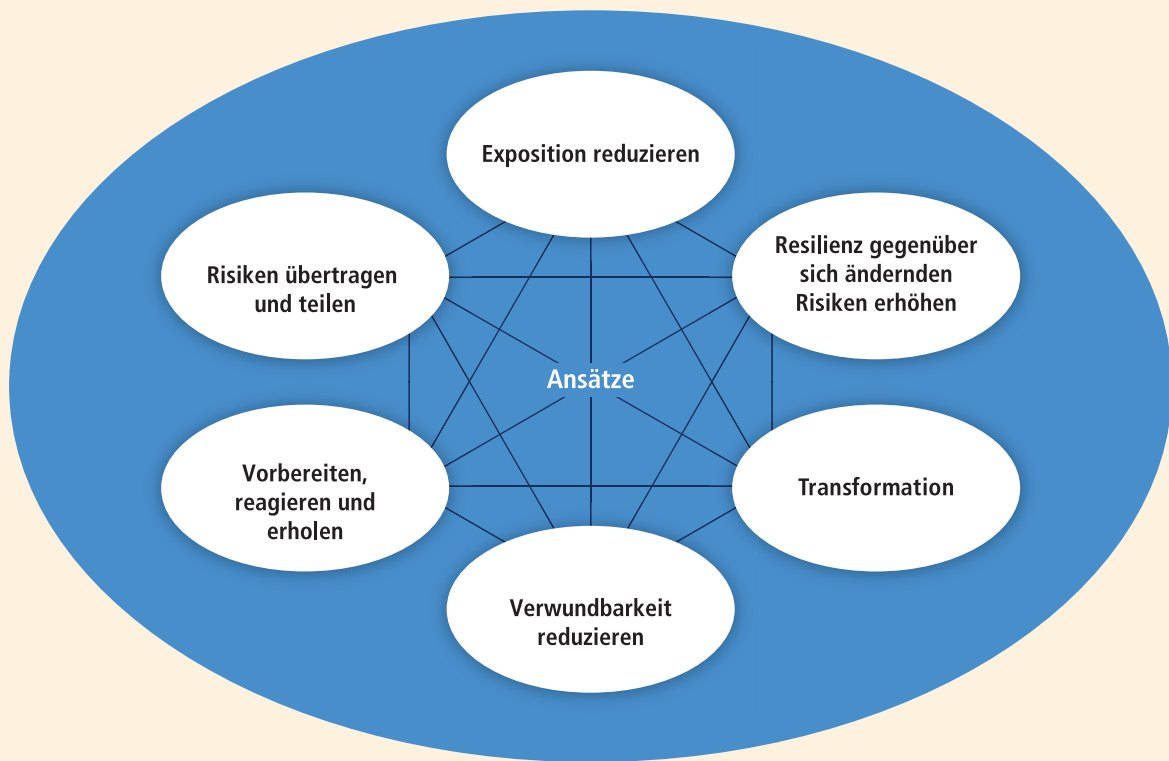 Exposition reduzieren
Risiken übertragen
und teilen
Resilienz gegenüber
sich ändernden
Risiken erhöhen
Ansätze
Vorbereiten,
reagieren und
erholen
Transformation
Verwundbarkeit
reduzieren